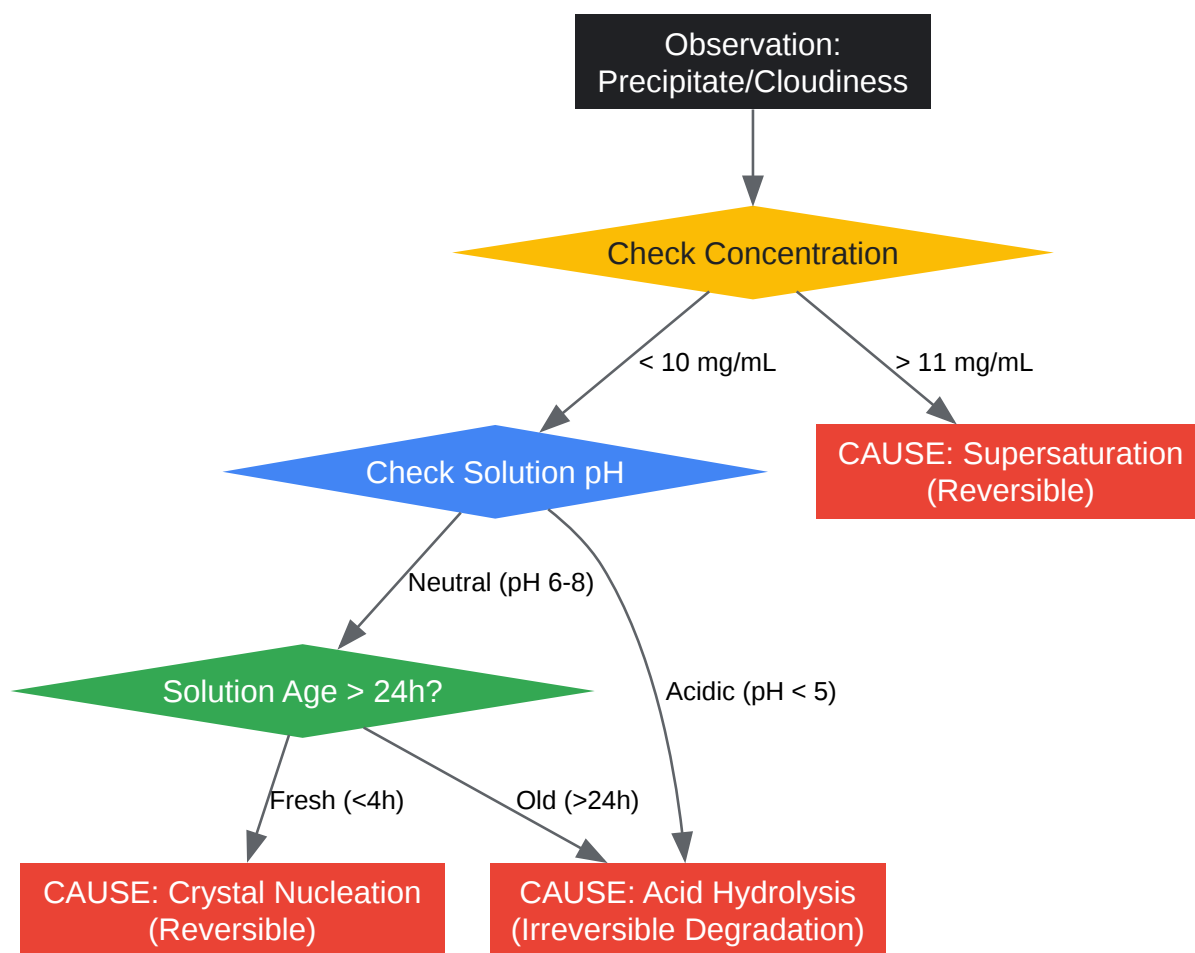 Observation:
Precipitate/Cloudiness
Check Concentration
< 10 mg/mL
> 11 mg/mL
Check Solution pH
CAUSE: Supersaturation
(Reversible)
Neutral (pH 6-8)
Solution Age > 24h?
Acidic (pH < 5)
Fresh (<4h)
Old (>24h)
CAUSE: Crystal Nucleation
(Reversible)
CAUSE: Acid Hydrolysis
(Irreversible Degradation)